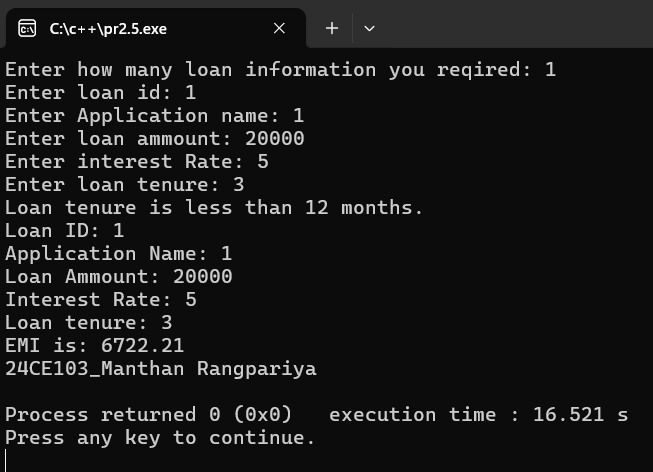 C:\c++\pr2.5.exe
Enter how many loan information you reqired: 1
Enter loan id: 1
Enter Application name: 1
Enter loan ammount: 20000
Enter interest Rate: 5
Enter loan tenure: 3
Loan tenure is less than 12 months.
Loan ID: 1
Application Name: 1
Loan Ammount: 20000
Interest Rate: 5
Loan tenure: 3
EMI is: 6722.21
24CE103_Manthan Rangpariya
Process returned 0 (0x0)   execution time : 16.521 s
Press any key to continue.